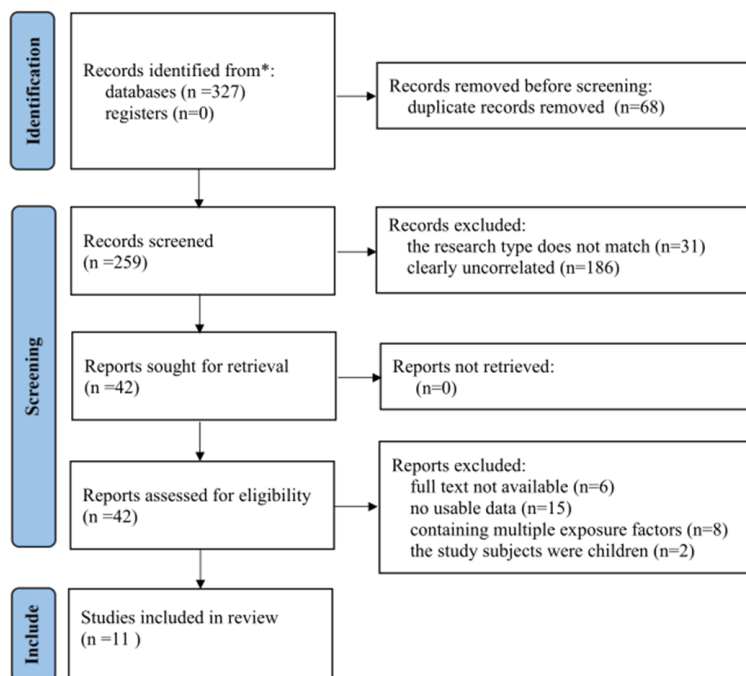 Identification
Records identified from*:
databases (n =327)
registers (n=0)
Records removed before screening:
duplicate records removed (n=68)
Screening
Records screened
(n =259)
Records excluded:
the research type does not match (n=31)
clearly uncorrelated (n=186)
Reports sought for retrieval
(n =42)
Reports not retrieved:
(n=0)
Reports assessed for eligibility
(n =42)
Reports excluded:
full text not available (n=6)
no usable data (n=15)
containing multiple exposure factors (n=8)
the study subjects were children (n=2)
Include
Studies included in review
(n =11 )